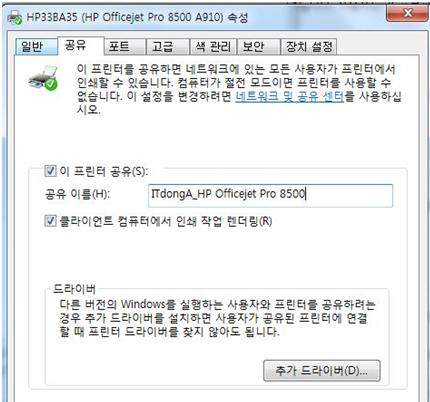 HP33BA35 (HP Officejet Pro 8500 A910) 속성
일반 공유 포트 고급 색 관리 보안 장치 설정
이 프린터를 공유하면 네트워크에 있는 모든 사용자가 프린터에서
인쇄할 수 있습니다. 컴퓨터가 절전 모드이면 프린터를 사용할 수
없습니다. 이 설정을 변경하려면 네트워크 및 공유 센터를 사용하십
시오.
이 프린터 공유(S):
공유 이름(H): ITdongA_HP Officejet Pro 8500
클라이언트 컴퓨터에서 인쇄 작업 렌더링(R)
드라이버
다른 버전의 Windows를 실행하는 사용자와 프린터를 공유하려는
경우 추가 드라이버를 설치하면 사용자가 공유된 프린터에 연결
할 때 프린터 드라이버를 찾지 않아도 됩니다.
추가 드라이버(D)...